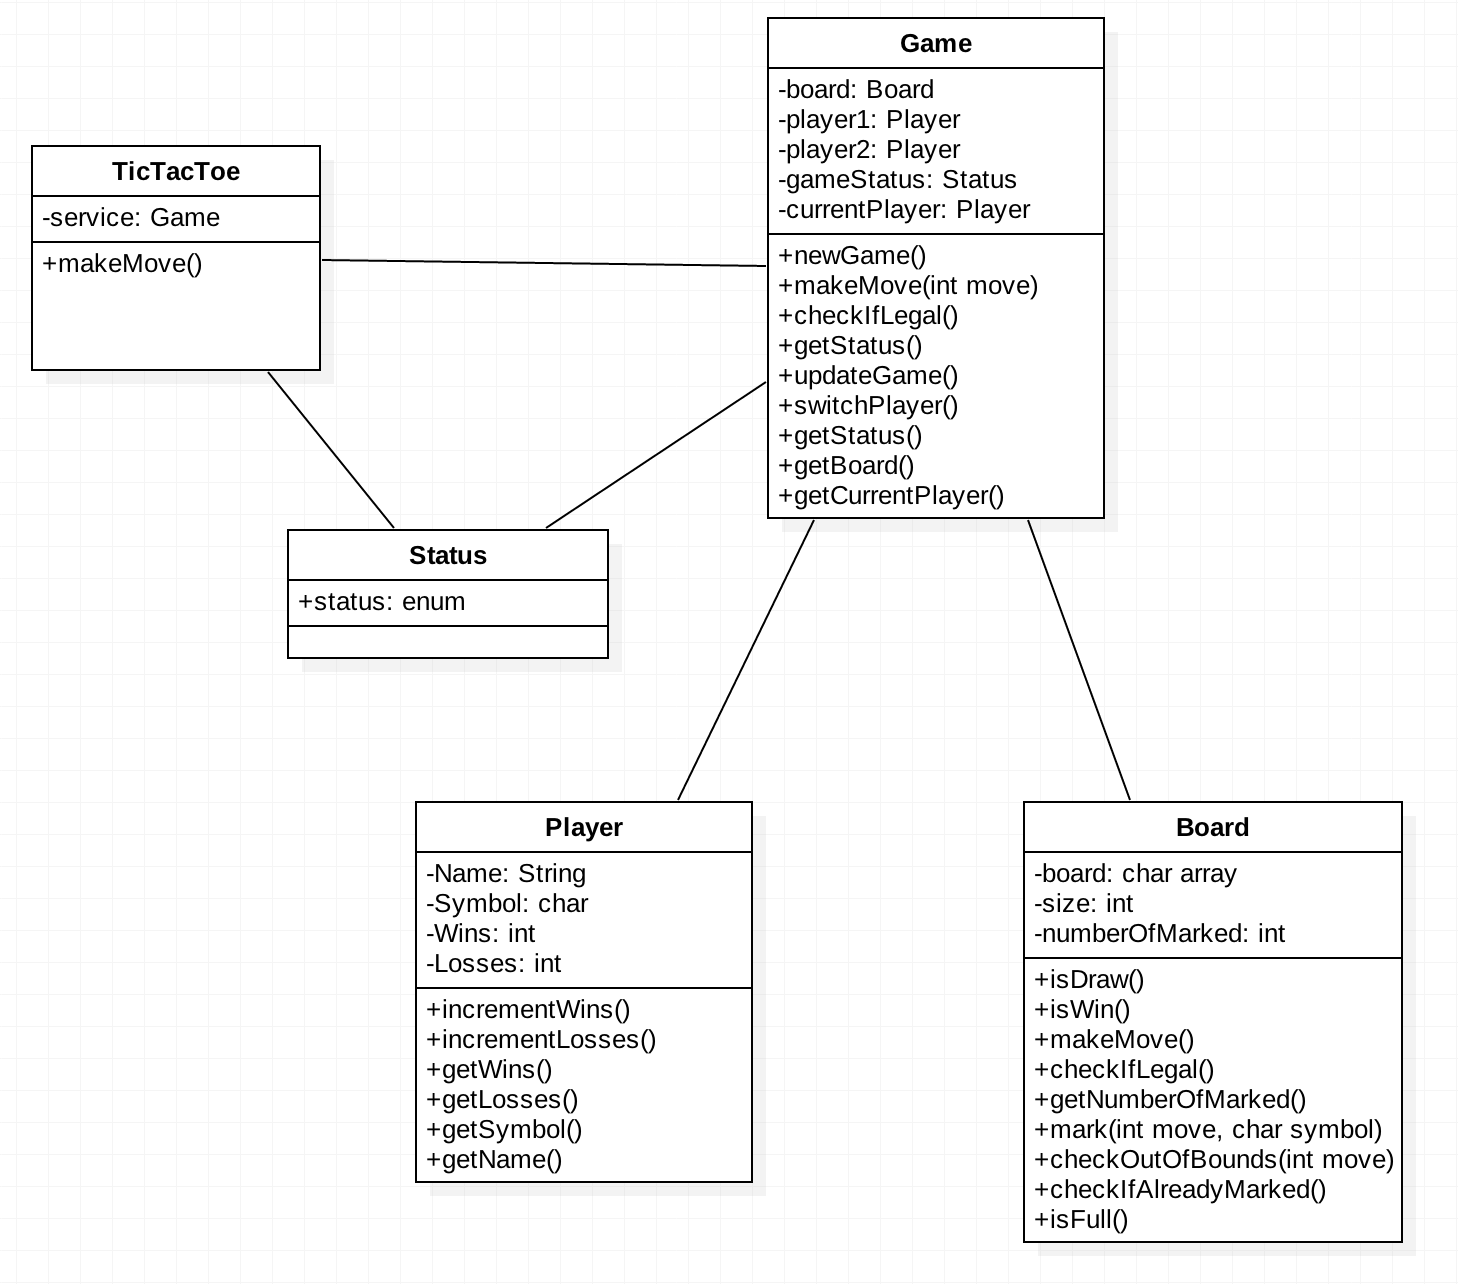 Game
-board: Board
-player1: Player
-player2: Player
-gameStatus: Status
-currentPlayer: Player
+newGame()
+makeMove(int move)
+checkIfLegal()
+getStatus()
+updateGame()
+switchPlayer()
+getStatus()
+getBoard()
+getCurrentPlayer()
TicTacToe
-service: Game
+makeMove()
Status
+status: enum
Player
-Name: String
-Symbol: char
-Wins: int
-Losses: int
+incrementWins()
+incrementLosses()
+getWins()
+getLosses()
+getSymbol()
+getName()
Board
-board: char array
-size: int
-numberOfMarked: int
+isDraw()
+isWin()
+makeMove()
+checkIfLegal()
+getNumberOfMarked()
+mark(int move, char symbol)
+checkOutOfBounds(int move)
+checkIfAlreadyMarked()
+isFull()